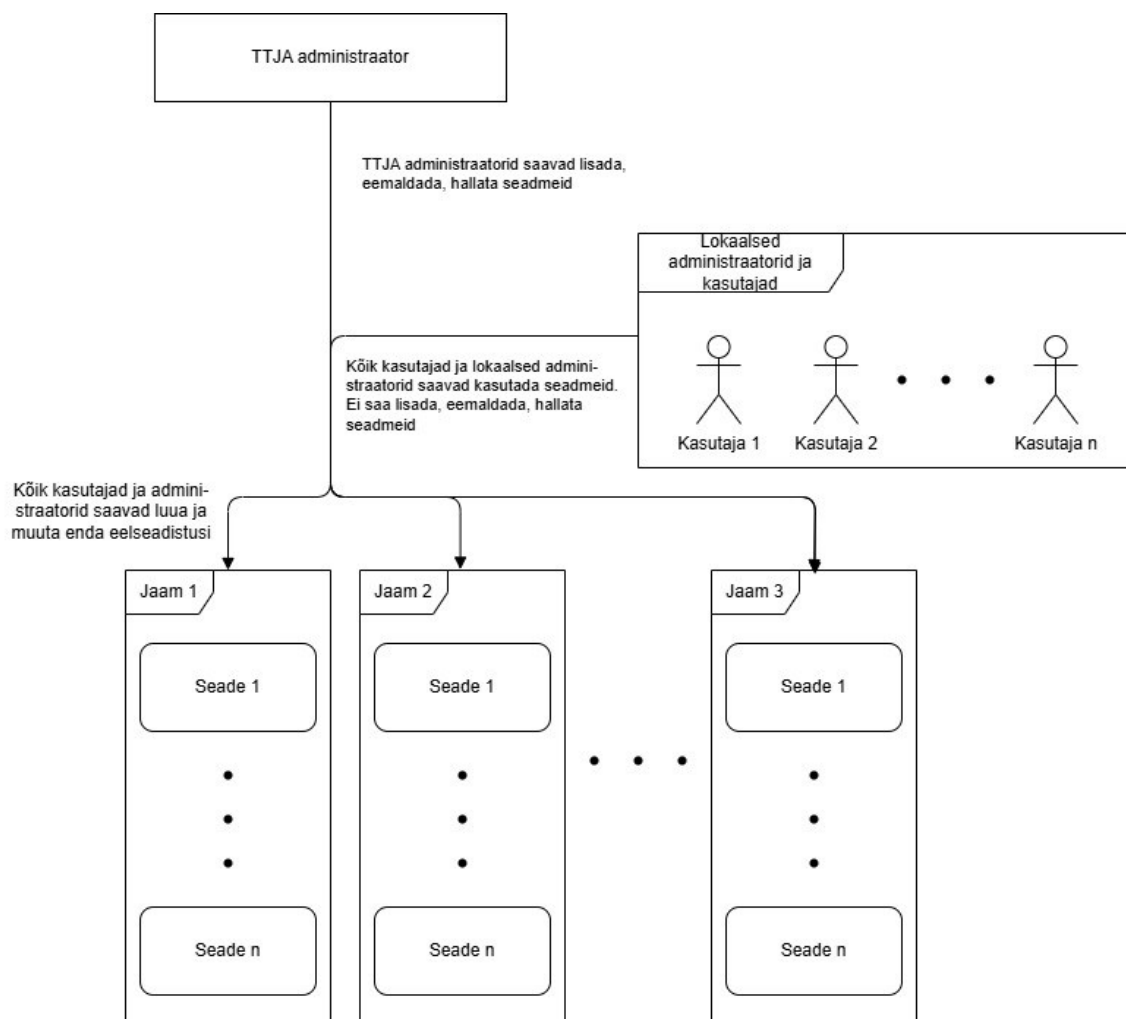 TTJA administraator
TTJA administraatorid saavad lisada,
eemaldada, hallata seadmeid
Lokaalsed
administraatorid ja
kasutajad
Kõik kasutajad ja lokaalsed admini-
straatorid saavad kasutada seadmeid.
Ei saa lisada, eemaldada, hallata
seadmeid
Kasutaja 1
Kasutaja 2
Kasutaja n
Kõik kasutajad ja admini-
straatorid saavad luua ja
muuta enda eelseadistusi
Jaam 1
Jaam 2
Jaam 3
Seade 1
Seade 1
Seade 1
Seade n
Seade n
Seade n